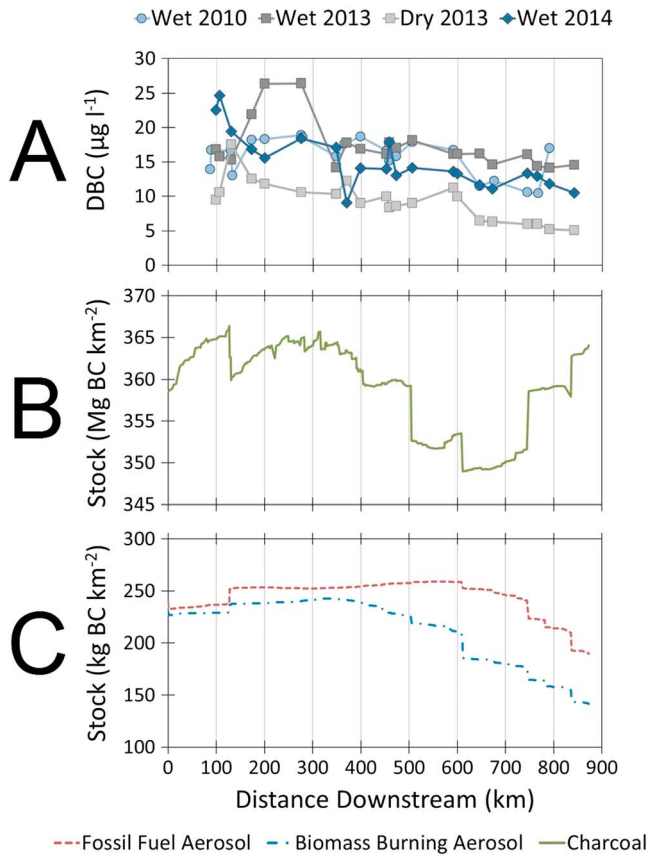 Wet 2010 Wet 2013 Dry 2013 Wet 2014
A
DBC (µg l-1)
30
25
20
15
10
5
0
B
Stock (Mg BC km-2)
370
365
360
355
350
345
C
Stock (kg BC km-2)
300
250
200
150
100
0 100 200 300 400 500 600 700 800 900
Distance Downstream (km)
Fossil Fuel Aerosol Biomass Burning Aerosol Charcoal